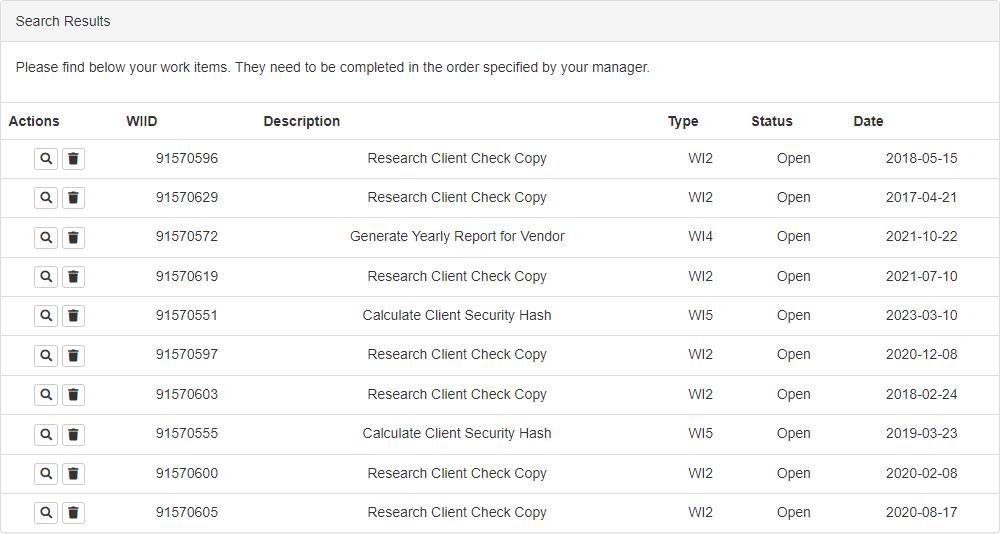 Search Results
Please find below your work items. They need to be completed in the order specified by your manager.
Actions WIID Description Type Status Date
91570596 Research Client Check Copy WI2 Open 2018-05-15
91570629 Research Client Check Copy WI2 Open 2017-04-21
91570572 Generate Yearly Report for Vendor WI4 Open 2021-10-22
91570619 Research Client Check Copy WI2 Open 2021-07-10
91570551 Calculate Client Security Hash WI5 Open 2023-03-10
91570597 Research Client Check Copy WI2 Open 2020-12-08
91570603 Research Client Check Copy WI2 Open 2018-02-24
91570555 Calculate Client Security Hash WI5 Open 2019-03-23
91570600 Research Client Check Copy WI2 Open 2020-02-08
91570605 Research Client Check Copy WI2 Open 2020-08-17